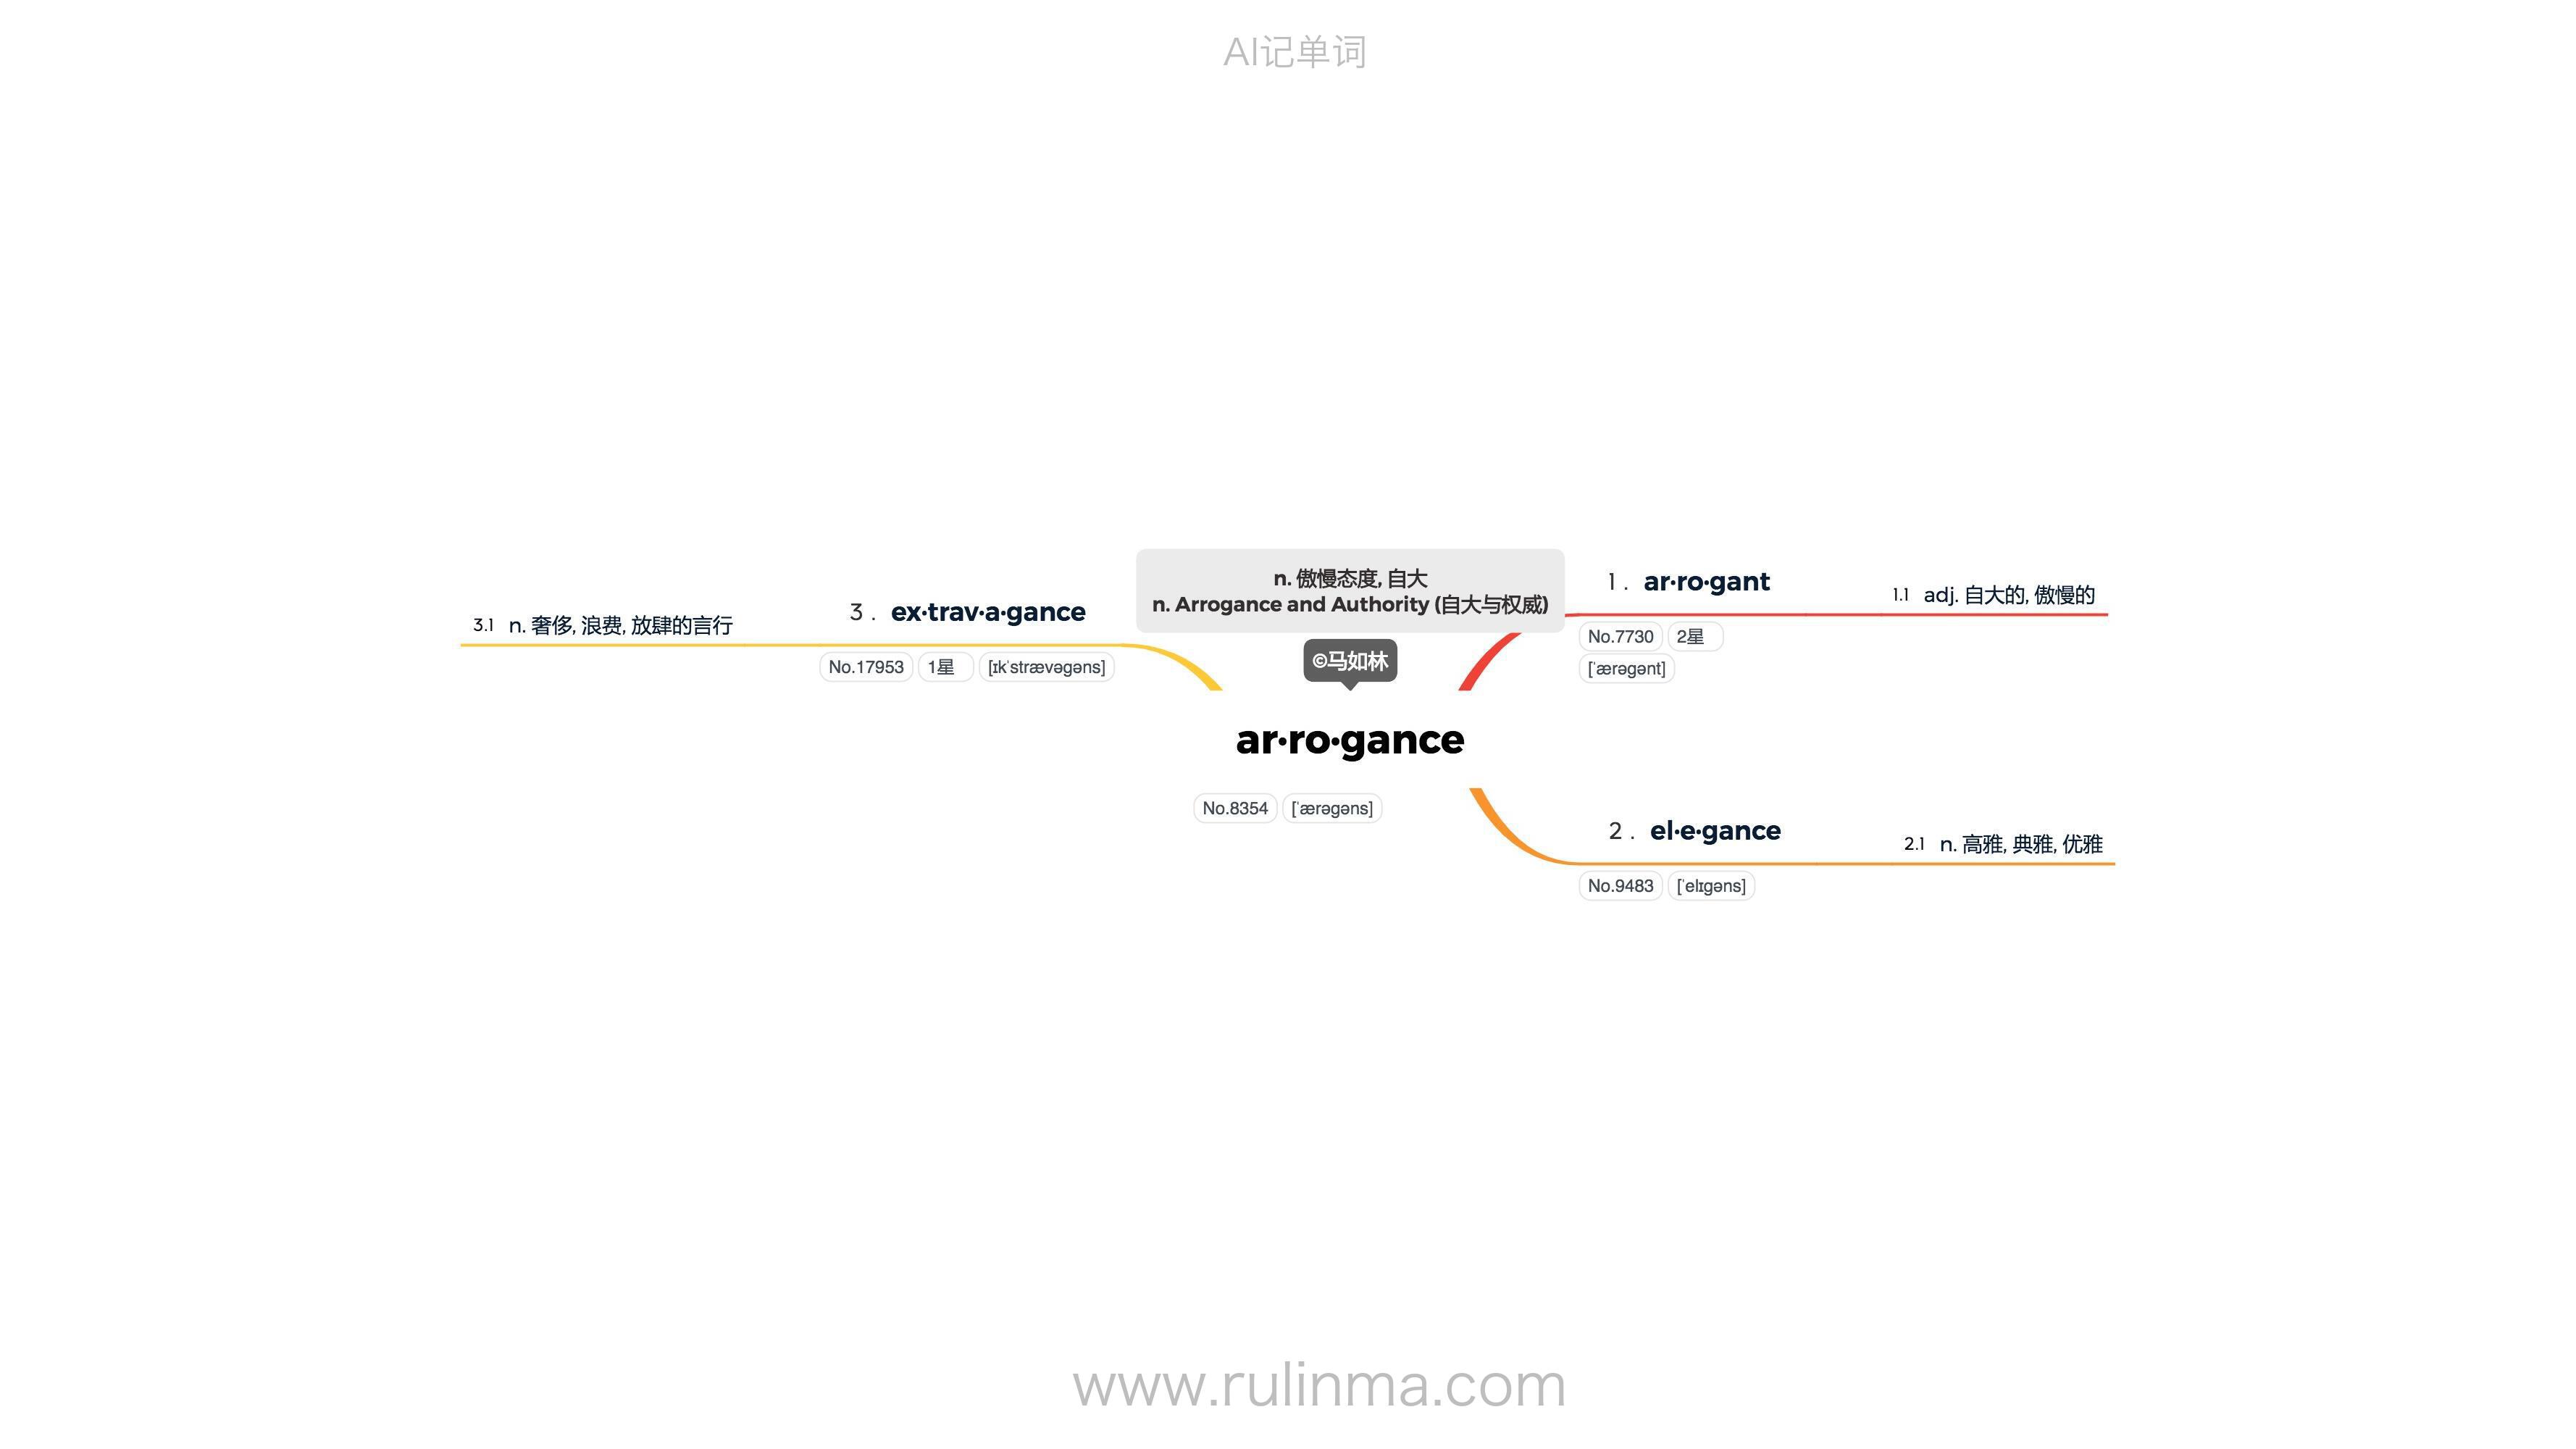 AI记单词
n. 傲慢态度, 自大
n. Arrogance and Authority (自大与权威)
©马如林
ar·ro·gance
No.8354 [ˈærəgəns]
1. ar·ro·gant
No.7730 2星
[ˈærəgənt]
1.1 adj. 自大的, 傲慢的
2. el·e·gance
No.9483 [ˈelɪgəns]
2.1 n. 高雅, 典雅, 优雅
3. ex·trav·a·gance
No.17953 1星 [ɪkˈstrævəgəns]
3.1 n. 奢侈, 浪费, 放肆的言行
www.rulinma.com